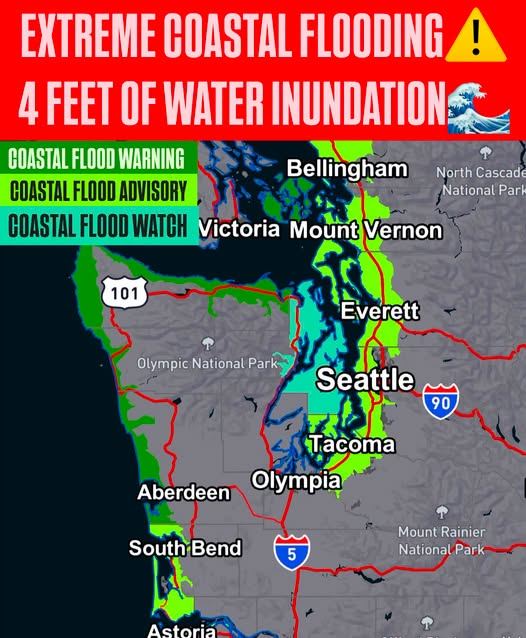 EXTREME COASTAL FLOODING⚠️
4 FEET OF WATER INUNDATION🌊
COASTAL FLOOD WARNING
COASTAL FLOOD ADVISORY
COASTAL FLOOD WATCH
Bellingham
North Cascade
National Park
Victoria
Mount Vernon
101
Everett
Olympic National Park
Seattle
90
Tacoma
Olympia
Aberdeen
South Bend
5
Mount Rainier
National Park
Astoria